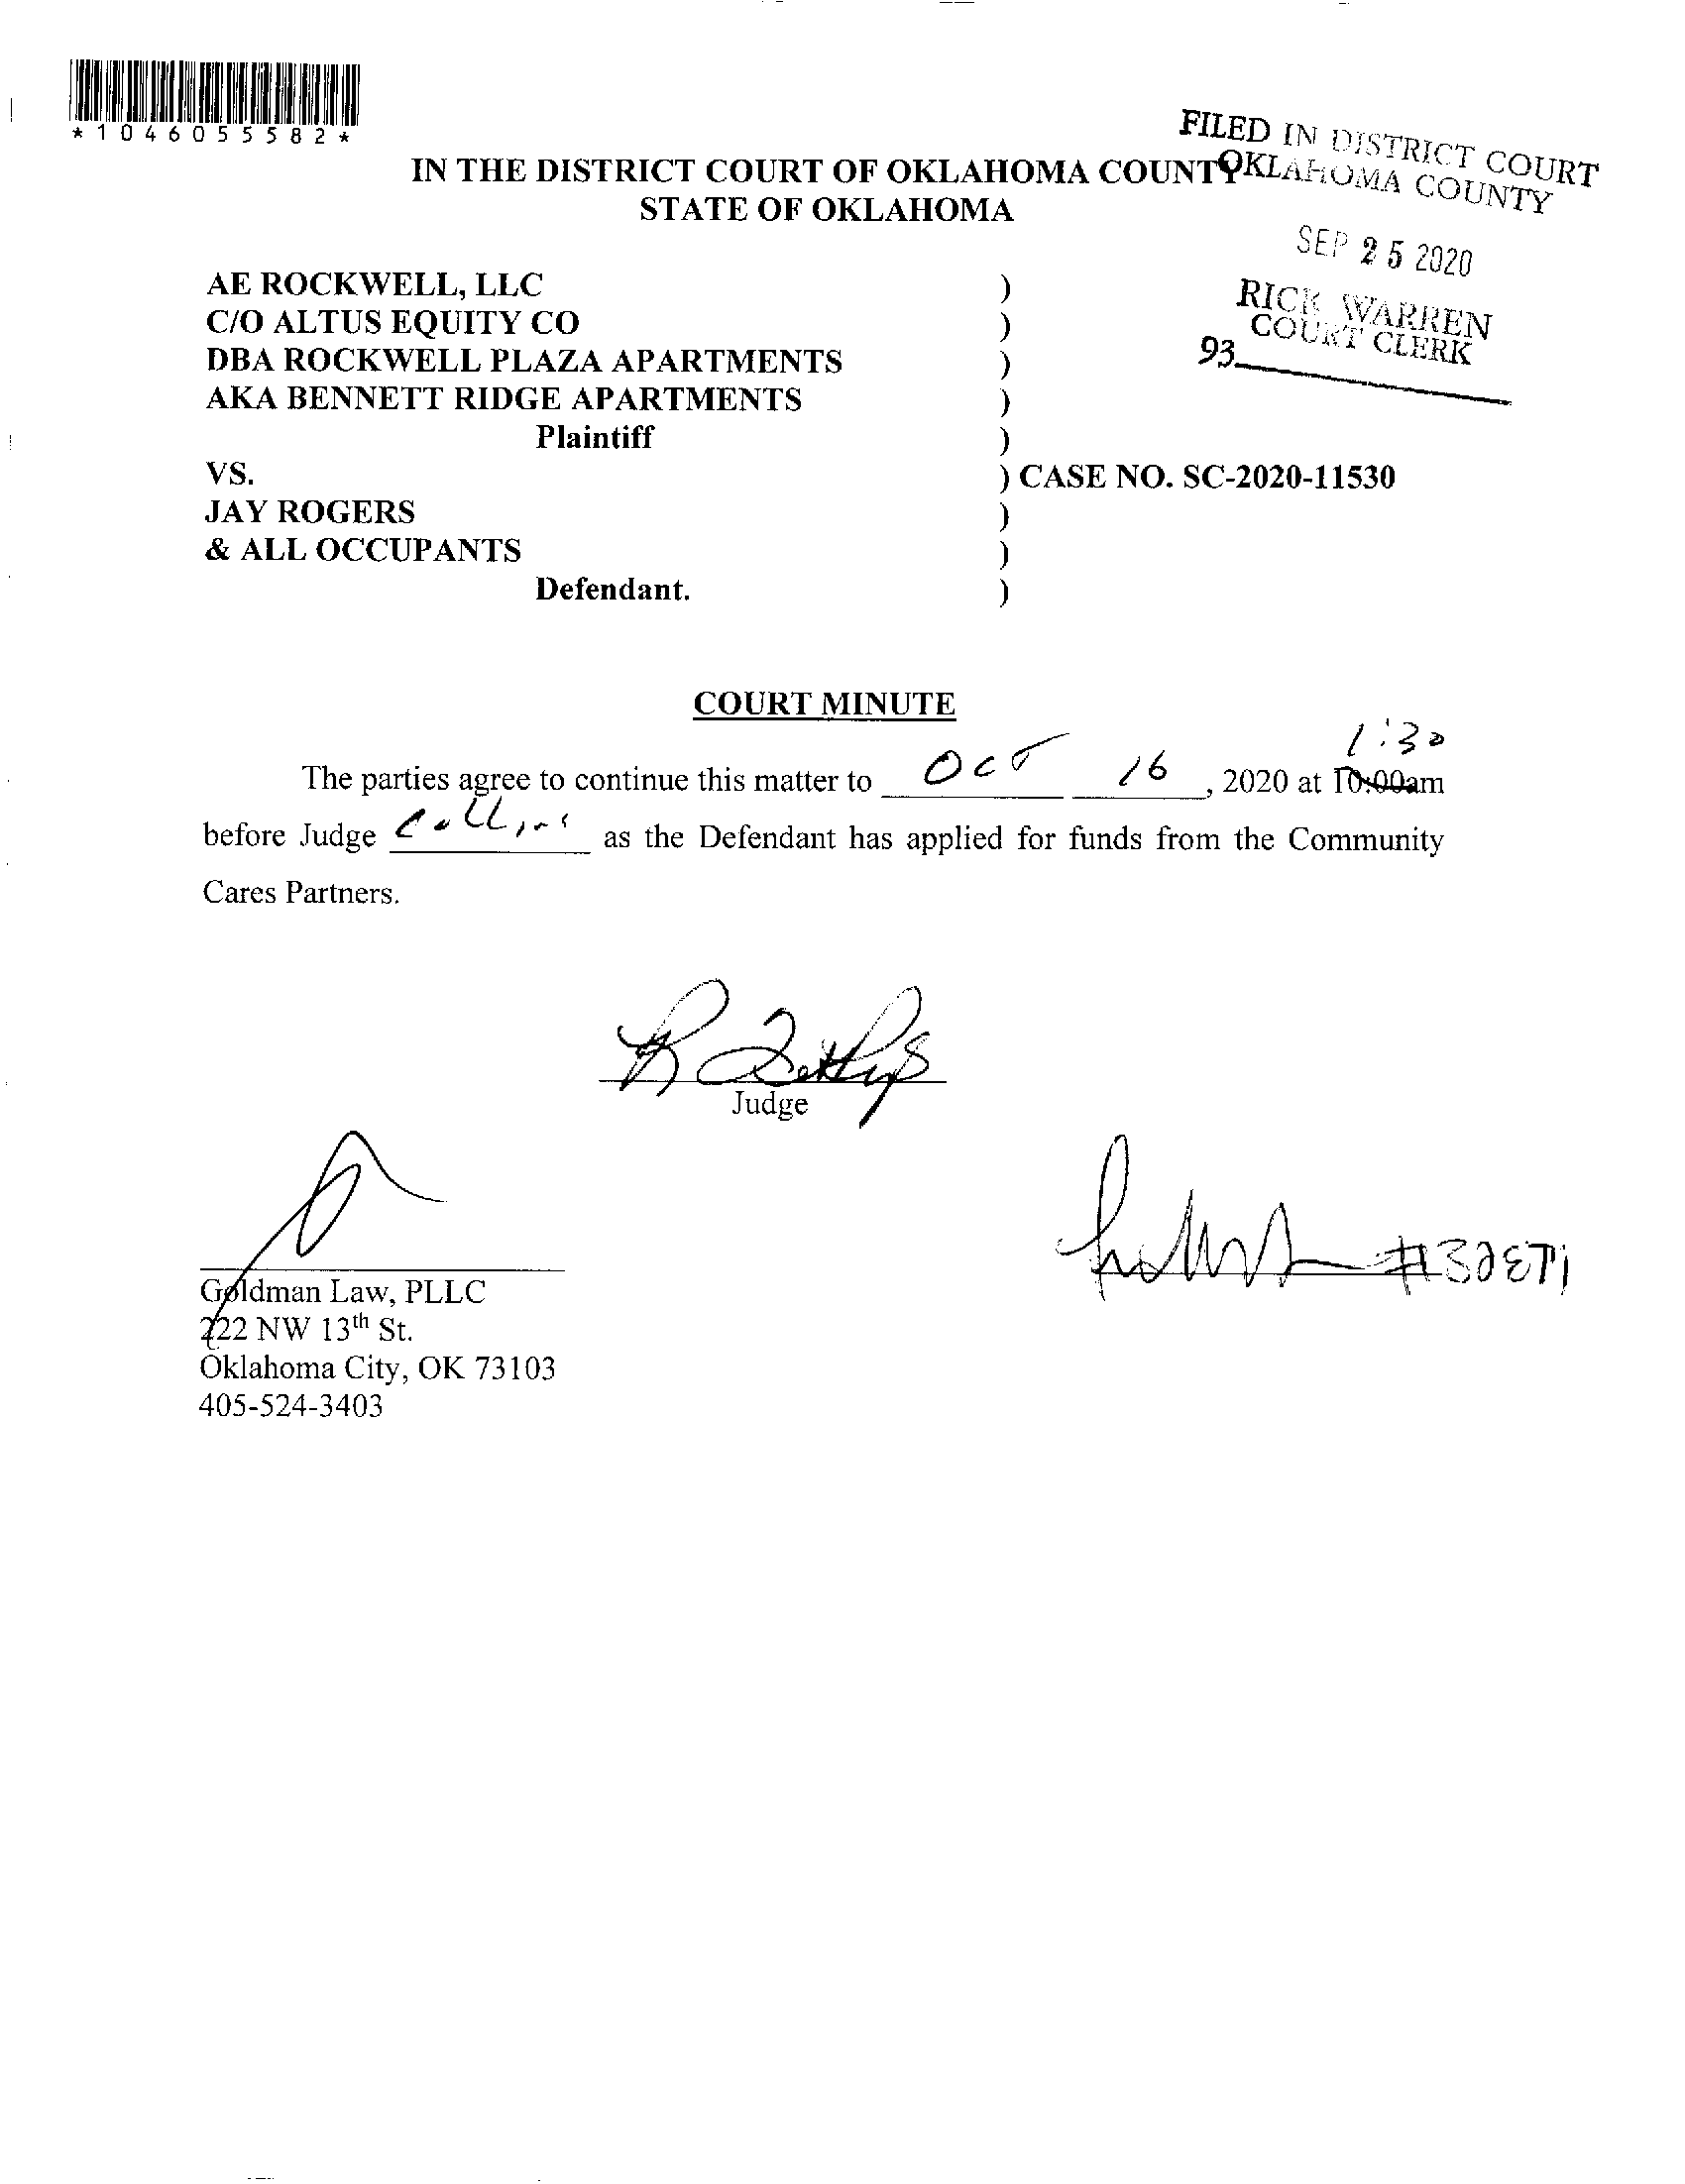 *1046055582*
FILED IN DISTRICT COURT
OKLAHOMA COUNTY
SEP 25 2020
RICK WARREN
COURT CLERK
93
IN THE DISTRICT COURT OF OKLAHOMA COUNTY
STATE OF OKLAHOMA
AE ROCKWELL, LLC )
C/O ALTUS EQUITY CO )
DBA ROCKWELL PLAZA APARTMENTS )
AKA BENNETT RIDGE APARTMENTS )
Plaintiff )
VS. ) CASE NO. SC-2020-11530
JAY ROGERS )
& ALL OCCUPANTS )
Defendant. )
COURT MINUTE
1:30
The parties agree to continue this matter to Oct 16, 2020 at 10:00am
before Judge Collins as the Defendant has applied for funds from the Community
Cares Partners.
Judge
Goldman Law, PLLC
222 NW 13th St.
Oklahoma City, OK 73103
405-524-3403